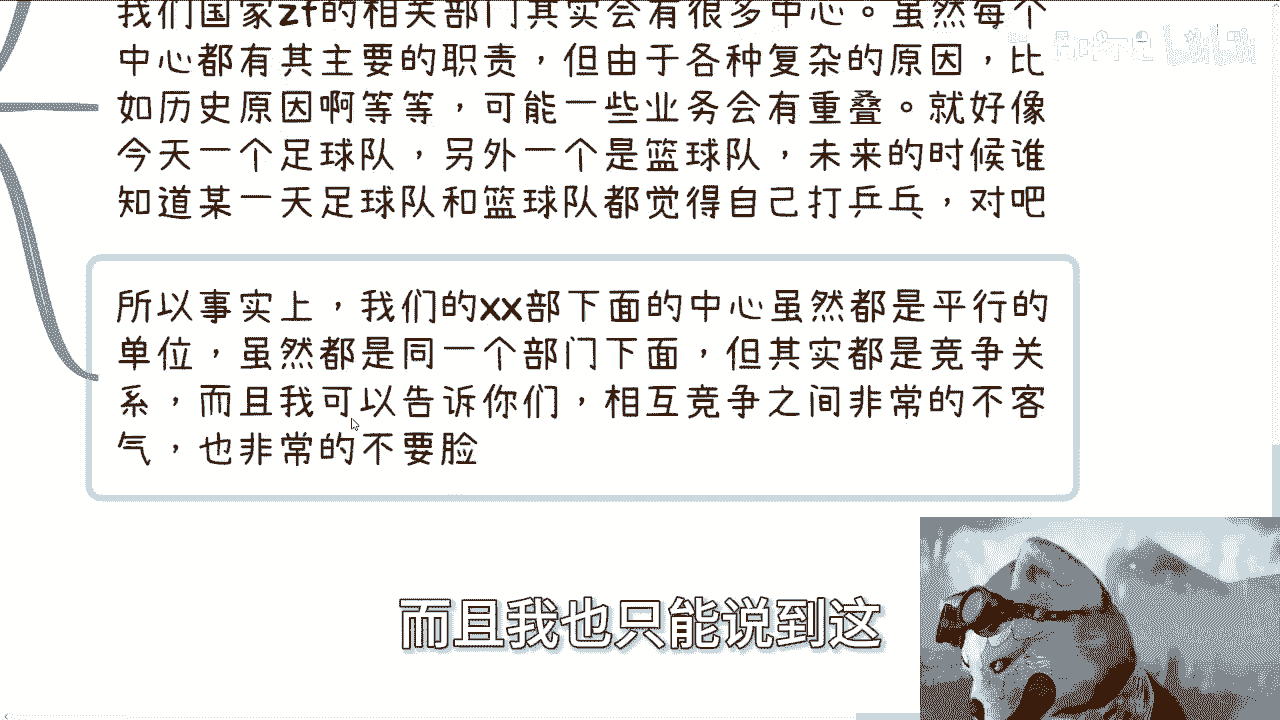 我们国家zf的相关部门其实会有很多中心。虽然每个
中心都有其主要的职责，但由于各种复杂的原因，比
如历史原因啊等等，可能一些业务会有重叠。就好像
今天一个足球队，另外一个是篮球队，未来的时候谁
知道某一天足球队和篮球队都觉得自己打乒乓，对吧
所以事实上，我们的xx部下面的中心虽然都是平行的
单位，虽然都是同一个部门下面，但其实都是竞争关
系，而且我可以告诉你们，相互竞争之间非常的不客
气，也非常的不要脸
而且我也只能说到这